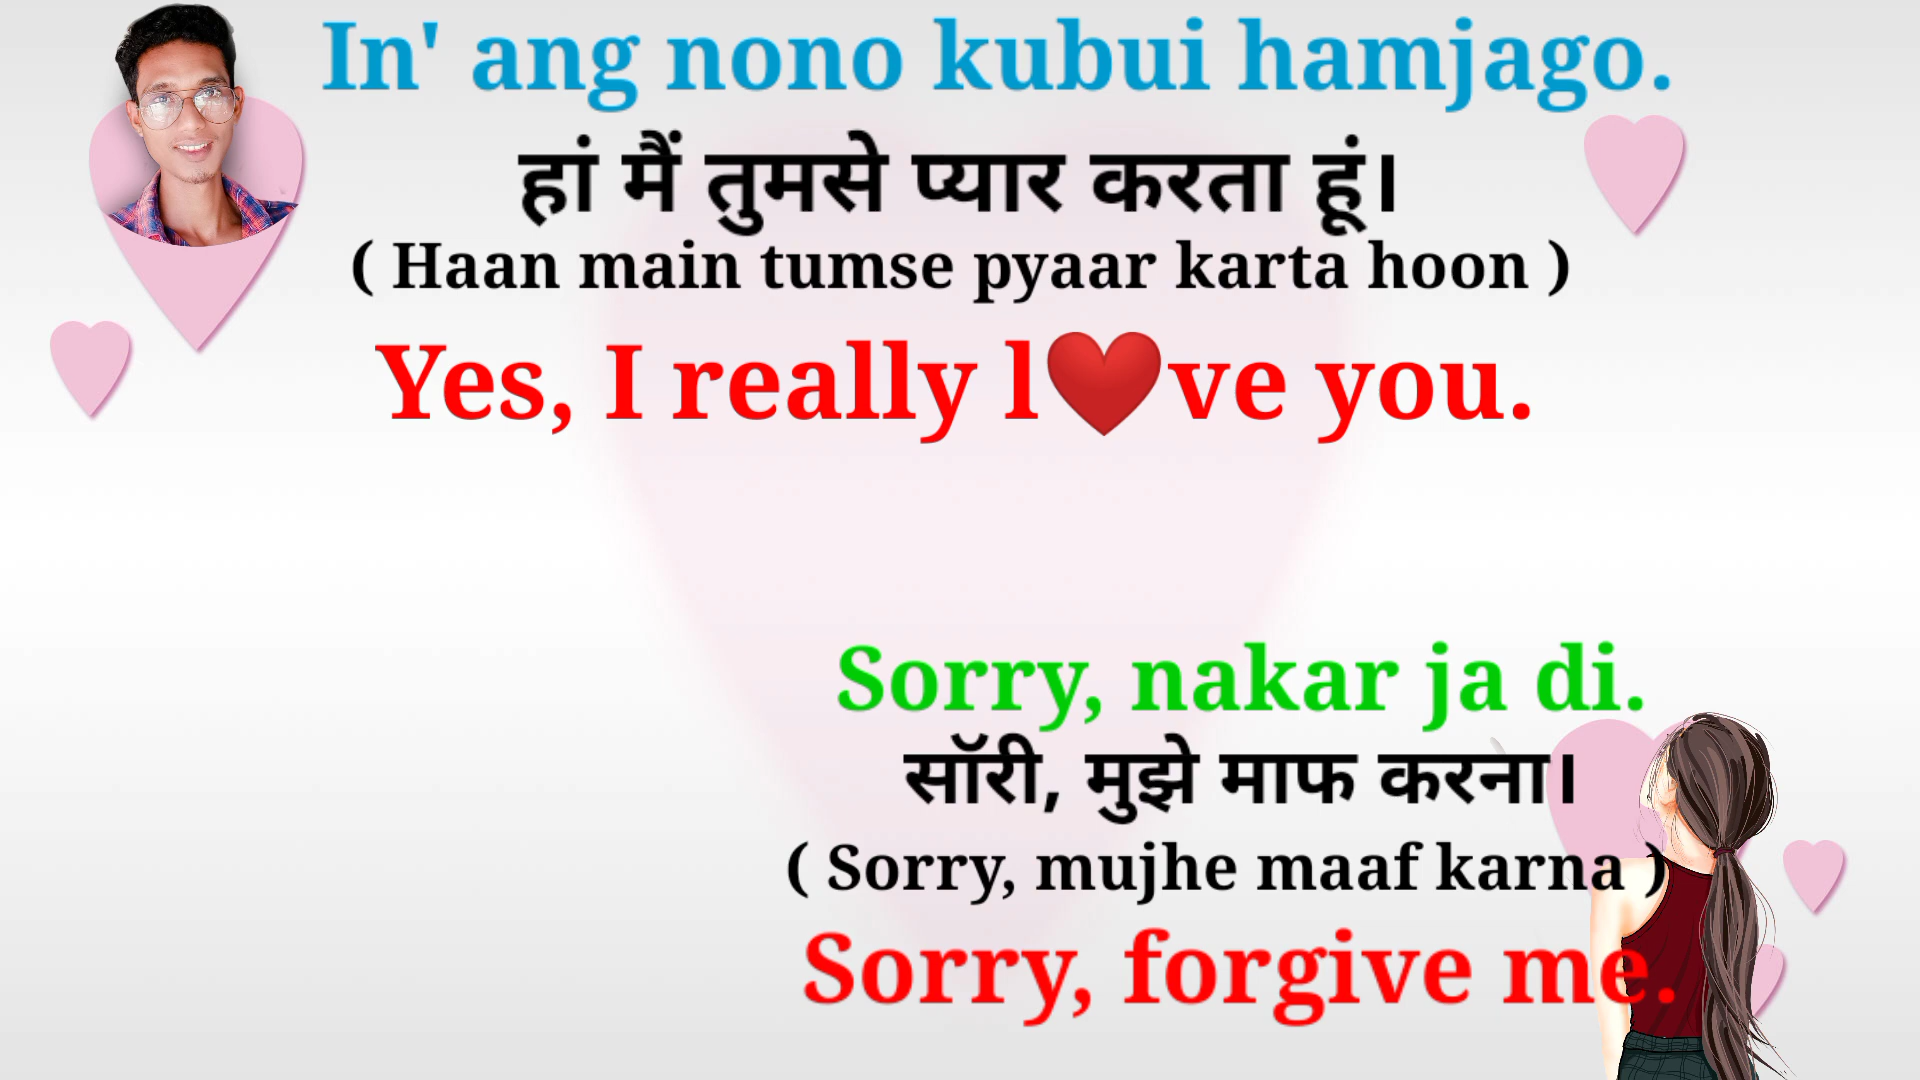 In' ang nono kubui hamjago.
हां मैं तुमसे प्यार करता हूं।
( Haan main tumse pyaar karta hoon )
Yes, I really l❤️ve you.
Sorry, nakar ja di.
सॉरी, मुझे माफ करना।
( Sorry, mujhe maaf karna )
Sorry, forgive me.